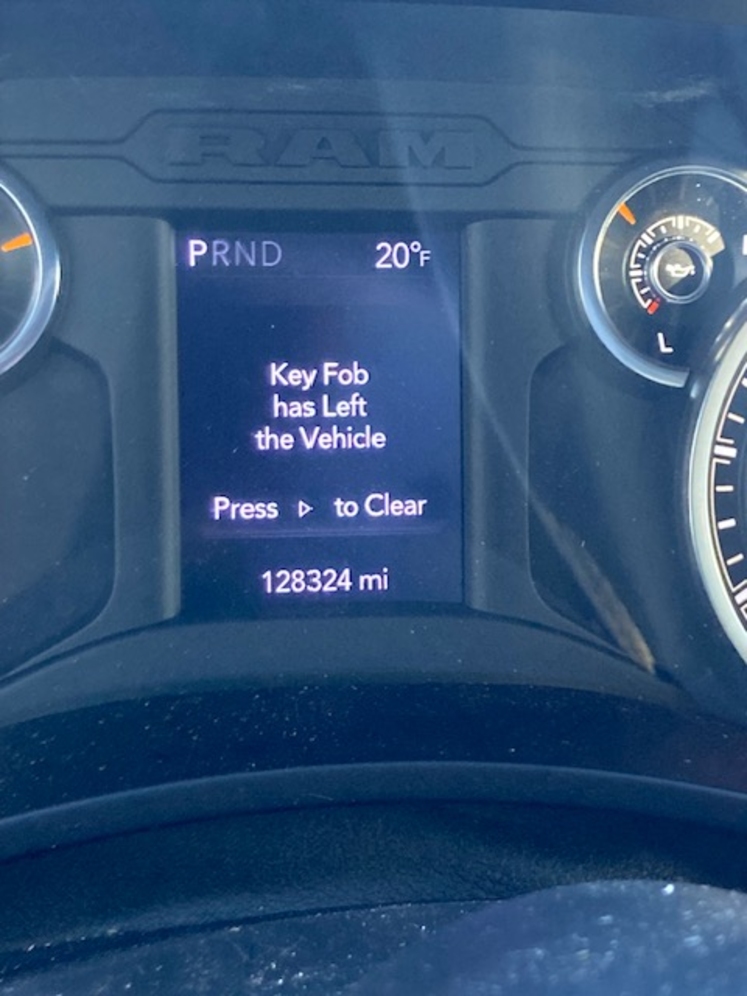 RAM
PRND 20°F
Key Fob
has Left
the Vehicle
Press ▷ to Clear
128324 mi
L